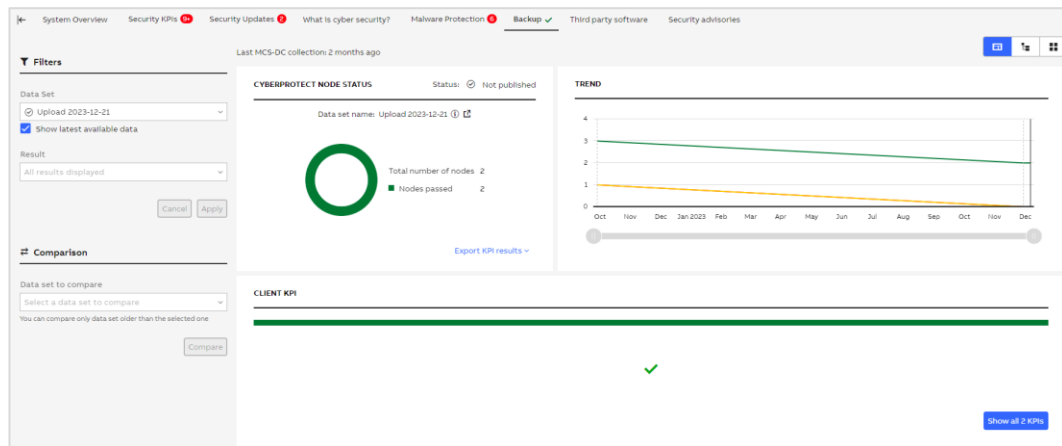 System Overview Security KPIs 9+ Security Updates 2 What is cyber security? Malware Protection 6 Backup Third party software Security advisories
Last MCS-DC collection: 2 months ago
Filters
Data Set
Upload 2023-12-21
Show latest available data
Result
All results displayed
Cancel Apply
Comparison
Data set to compare
Select a data set to compare
You can compare only data set older than the selected one
Compare
CYBERPROTECT NODE STATUS Status: Not published
Data set name: Upload 2023-12-21
Total number of nodes 2
Nodes passed 2
Export KPI results
TREND
4
3
2
1
0
Oct Nov Dec Jan 2023 Feb Mar Apr May Jun Jul Aug Sep Oct Nov Dec
CLIENT KPI
Show all 2 KPIs